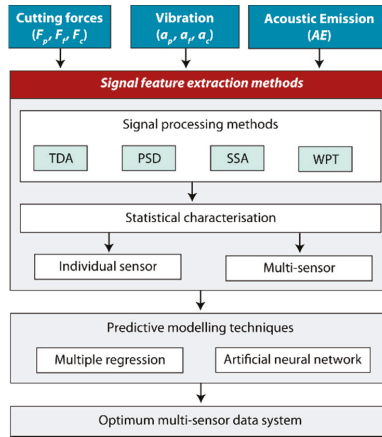 Cutting forces
(Fp, Ff, Fc)
Vibration
(ap, af, ac)
Acoustic Emission
(AE)
Signal feature extraction methods
Signal processing methods
TDA
PSD
SSA
WPT
Statistical characterisation
Individual sensor
Multi-sensor
Predictive modelling techniques
Multiple regression
Artificial neural network
Optimum multi-sensor data system